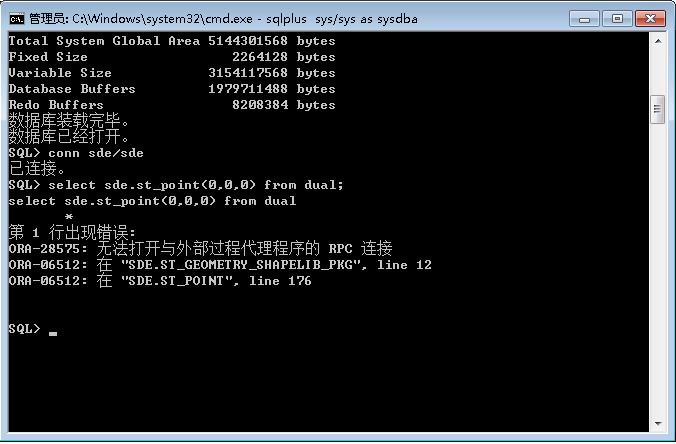 管理员: C:\Windows\system32\cmd.exe - sqlplus  sys/sys as sysdba
Total System Global Area 5144301568 bytes
Fixed Size                  2264128 bytes
Variable Size            3154117568 bytes
Database Buffers         1979711488 bytes
Redo Buffers                8208384 bytes
数据库装载完毕。
数据库已经打开。
SQL> conn sde/sde
已连接。
SQL> select sde.st_point(0,0,0) from dual;
select sde.st_point(0,0,0) from dual
       *
第 1 行出现错误:
ORA-28575: 无法打开与外部过程代理程序的 RPC 连接
ORA-06512: 在 "SDE.ST_GEOMETRY_SHAPELIB_PKG", line 12
ORA-06512: 在 "SDE.ST_POINT", line 176
SQL> _